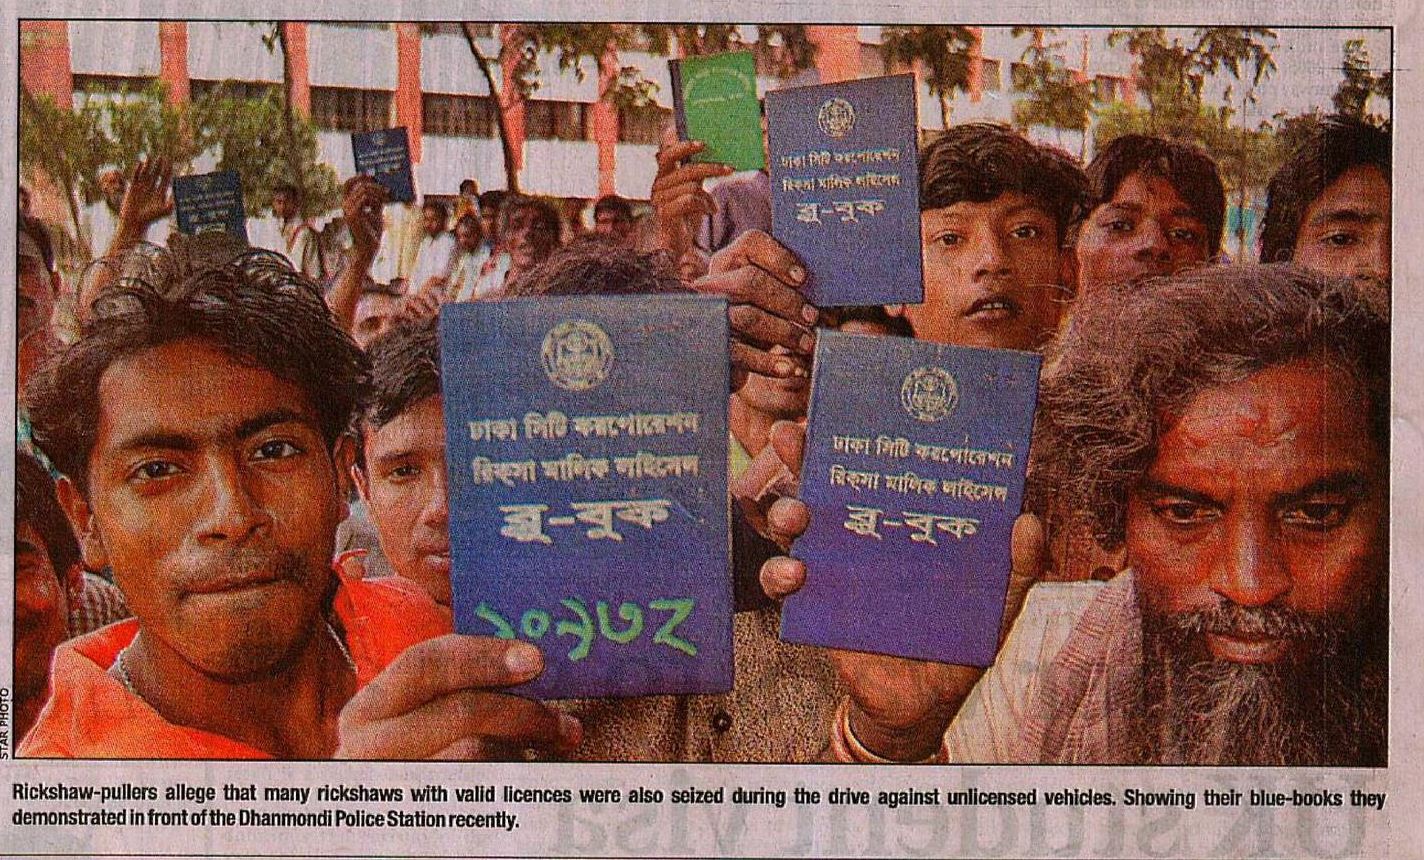 ঢাকা সিটি করপোরেশন
রিক্সা মালিক লাইসেন্স
ব্লু-বুক
ঢাকা সিটি করপোরেশন
রিক্সা মালিক লাইসেন্স
ব্লু-বুক
১০৯৩২
ঢাকা সিটি করপোরেশন
রিক্সা মালিক লাইসেন্স
ব্লু-বুক
STAR PHOTO
Rickshaw-pullers allege that many rickshaws with valid licences were also seized during the drive against unlicensed vehicles. Showing their blue-books they
demonstrated in front of the Dhanmondi Police Station recently.